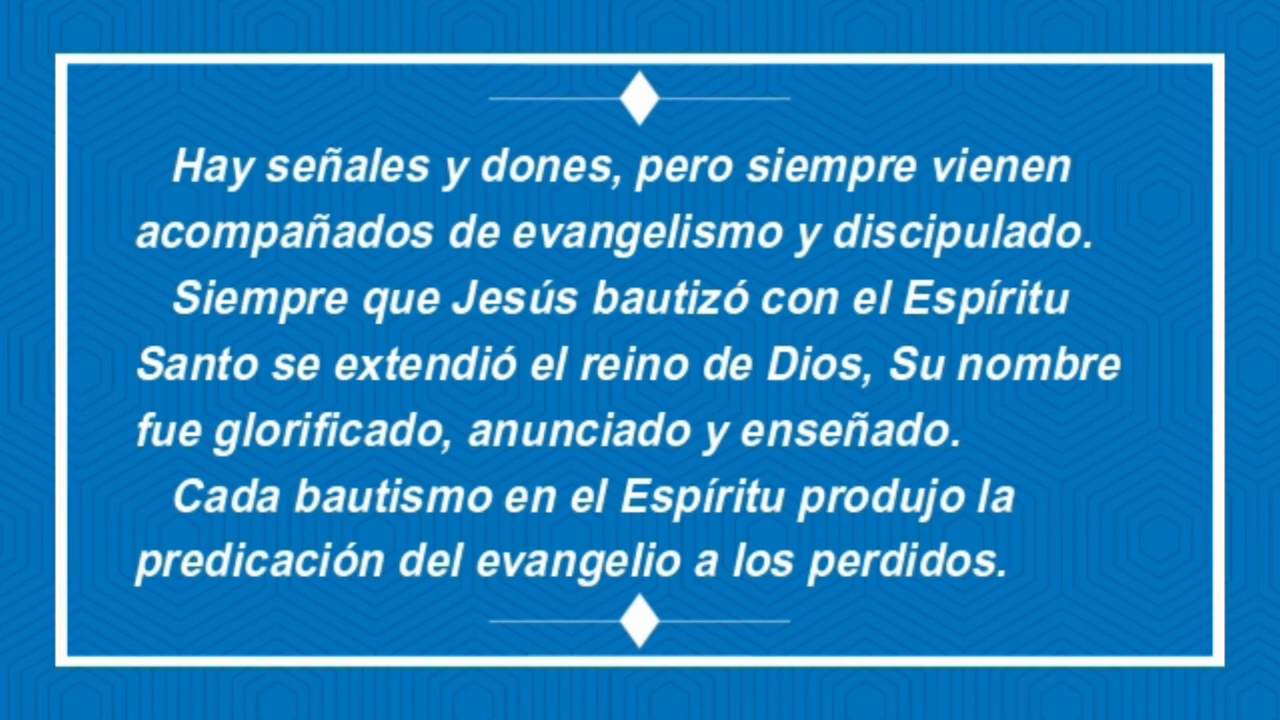 Hay señales y dones, pero siempre vienen
acompañados de evangelismo y discipulado.
Siempre que Jesús bautizó con el Espíritu
Santo se extendió el reino de Dios, Su nombre
fue glorificado, anunciado y enseñado.
Cada bautismo en el Espíritu produjo la
predicación del evangelio a los perdidos.